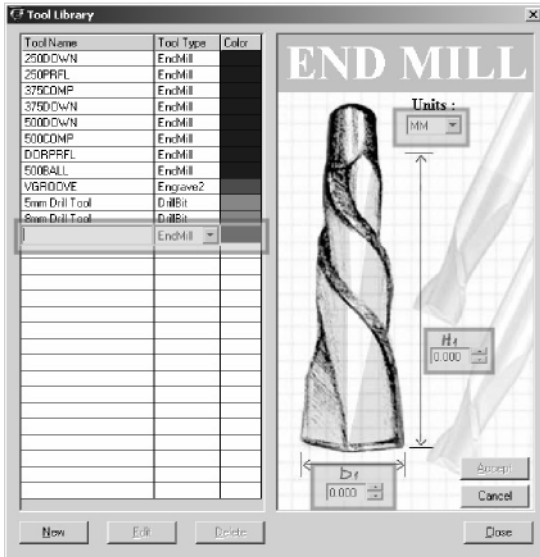 Tool Library
Tool Name Tool Type Color
250DOWN EndMill
250PRFL EndMill
375COMP EndMill
375DOWN EndMill
500DOWN EndMill
500COMP EndMill
DORPRFL EndMill
500BALL EndMill
VGROOVE Engrave2
5mm Drill Tool DrillBit
8mm Drill Tool DrillBit
EndMill
END MILL
Units :
MM
H1
0.000
D1
0.000
Accept
Cancel
New Edit Delete Close